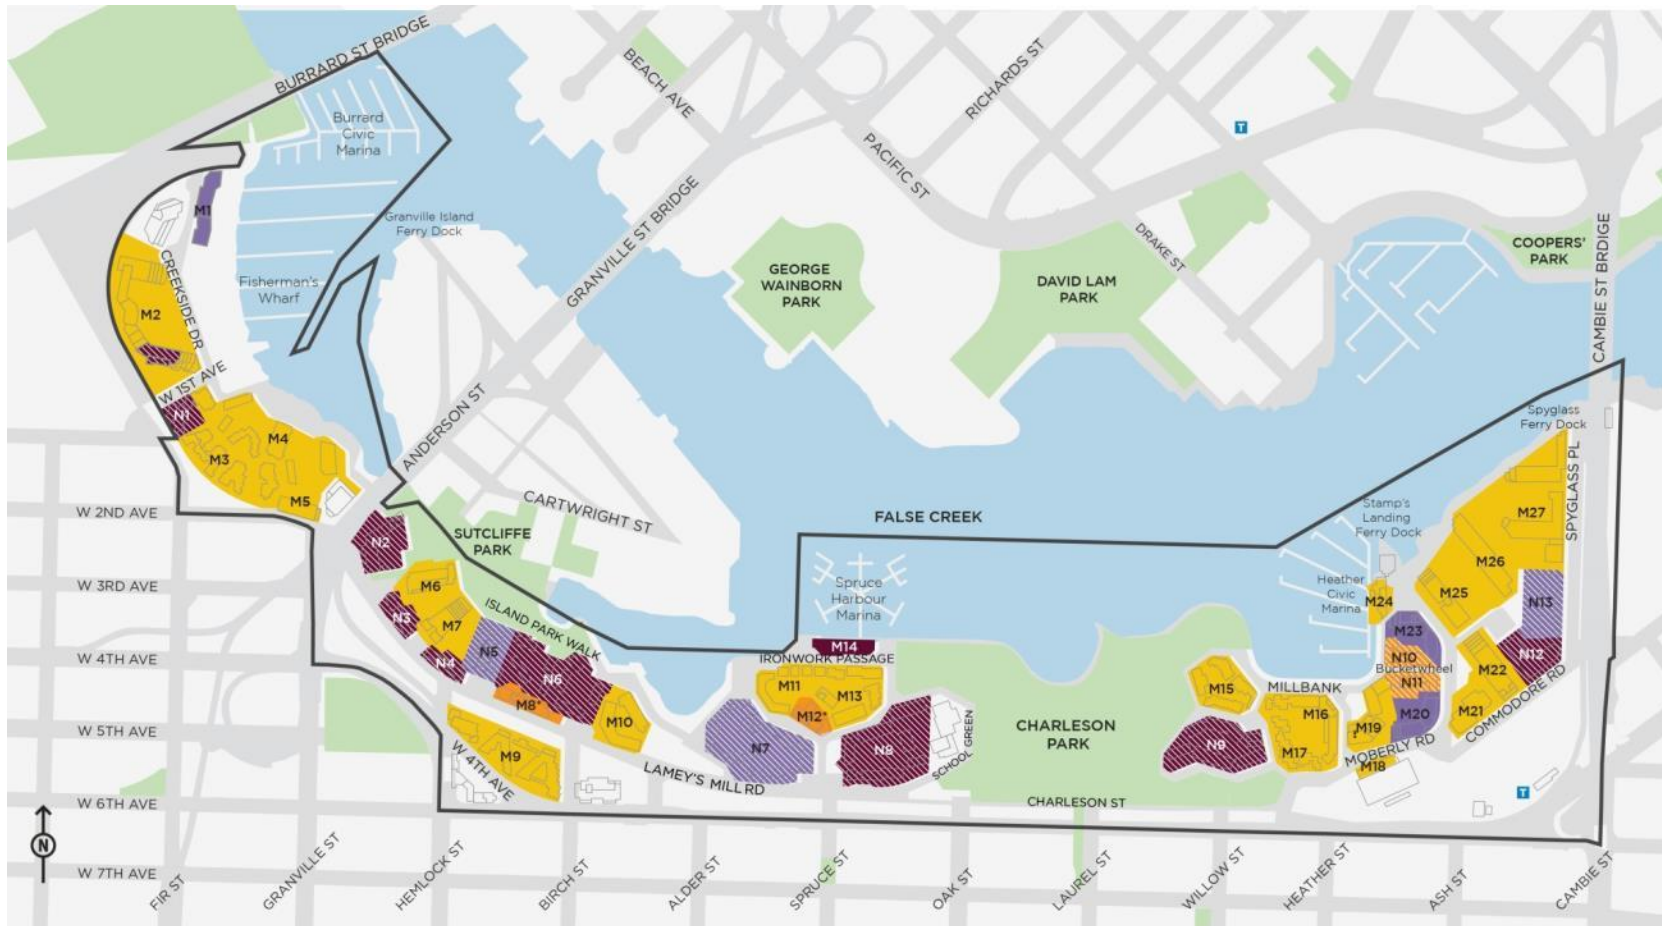 BURRARD ST BRIDGE
Burrard
Civic
Marina
BEACH AVE
RICHARDS ST
PACIFIC ST
T
Granville Island
Ferry Dock
GRANVILLE ST BRIDGE
M1
CREEKSIDE DR
Fisherman's
Wharf
M2
GEORGE
WAINBORN
PARK
DAVID LAM
PARK
DRAKE ST
COOPERS'
PARK
CAMBIE ST BRDIGE
W 1ST AVE
N1
M3
M4
M5
ANDERSON ST
CARTWRIGHT ST
SUTCLIFFE
PARK
FALSE CREEK
Spyglass
Ferry Dock
SPYGLASS PL
Stamp's
Landing
Ferry Dock
Heather
Civic
Marina
Spruce
Harbour
Marina
W 2ND AVE
W 3RD AVE
W 4TH AVE
W 5TH AVE
W 6TH AVE
W 7TH AVE
N2
M6
N3
M7
N4
N5
ISLAND PARK WALK
N6
M8*
M10
M9
W 4TH AVE
LAMEY'S MILL RD
M14
IRONWORK PASSAGE
M11
M13
M12*
N7
N8
SCHOOL GREEN
CHARLESON
PARK
CHARLESON ST
M15
N9
MILLBANK
M16
M17
M19
M18
MOBERLY RD
M24
M23
N10
Bucketwheel
N11
M20
M27
M26
M25
N13
N12
M22
M21
COMMODORE RD
T
N
FIR ST
GRANVILLE ST
HEMLOCK ST
BIRCH ST
ALDER ST
SPRUCE ST
OAK ST
LAUREL ST
WILLOW ST
HEATHER ST
ASH ST
CAMBIE ST